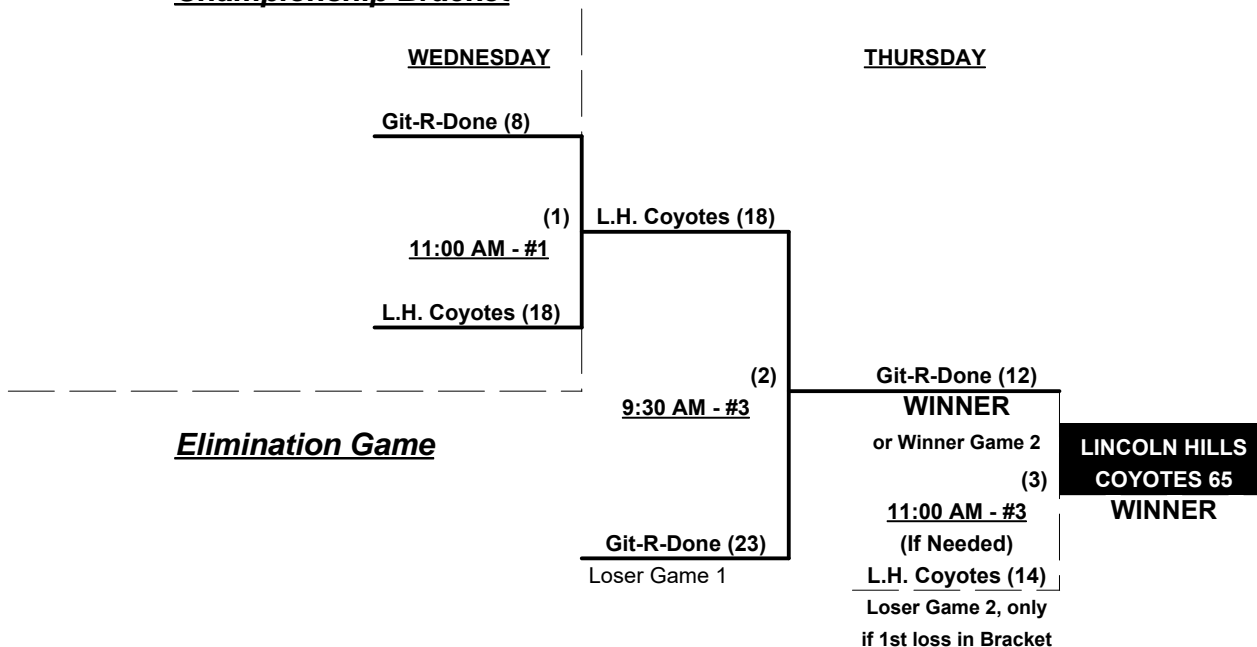 Championship Bracket
WEDNESDAY
THURSDAY
Git-R-Done (8)
(1)
L.H. Coyotes (18)
11:00 AM - #1
L.H. Coyotes (18)
(2)
Git-R-Done (12)
9:30 AM - #3
WINNER
or Winner Game 2
Elimination Game
LINCOLN HILLS
COYOTES 65
(3)
WINNER
11:00 AM - #3
(If Needed)
Git-R-Done (23)
Loser Game 1
L.H. Coyotes (14)
Loser Game 2, only
if 1st loss in Bracket